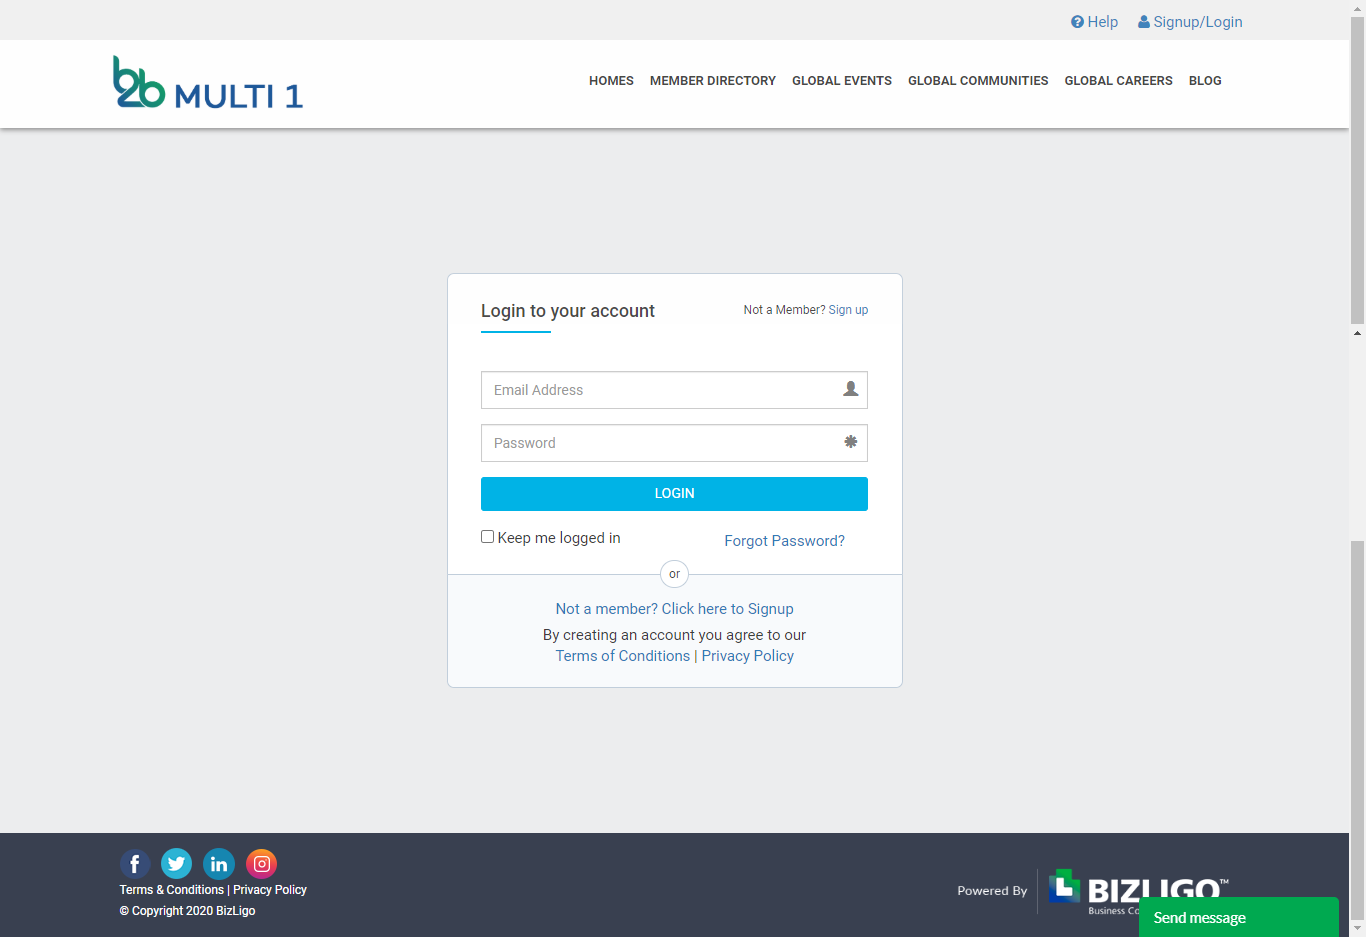 Help Signup/Login
b2b MULTI 1
HOMES MEMBER DIRECTORY GLOBAL EVENTS GLOBAL COMMUNITIES GLOBAL CAREERS BLOG
Login to your account
Not a Member? Sign up
Email Address
Password
LOGIN
Keep me logged in
Forgot Password?
or
Not a member? Click here to Signup
By creating an account you agree to our
Terms of Conditions | Privacy Policy
Terms & Conditions | Privacy Policy
© Copyright 2020 BizLigo
Powered By
BIZLIGO™
Business
Send message